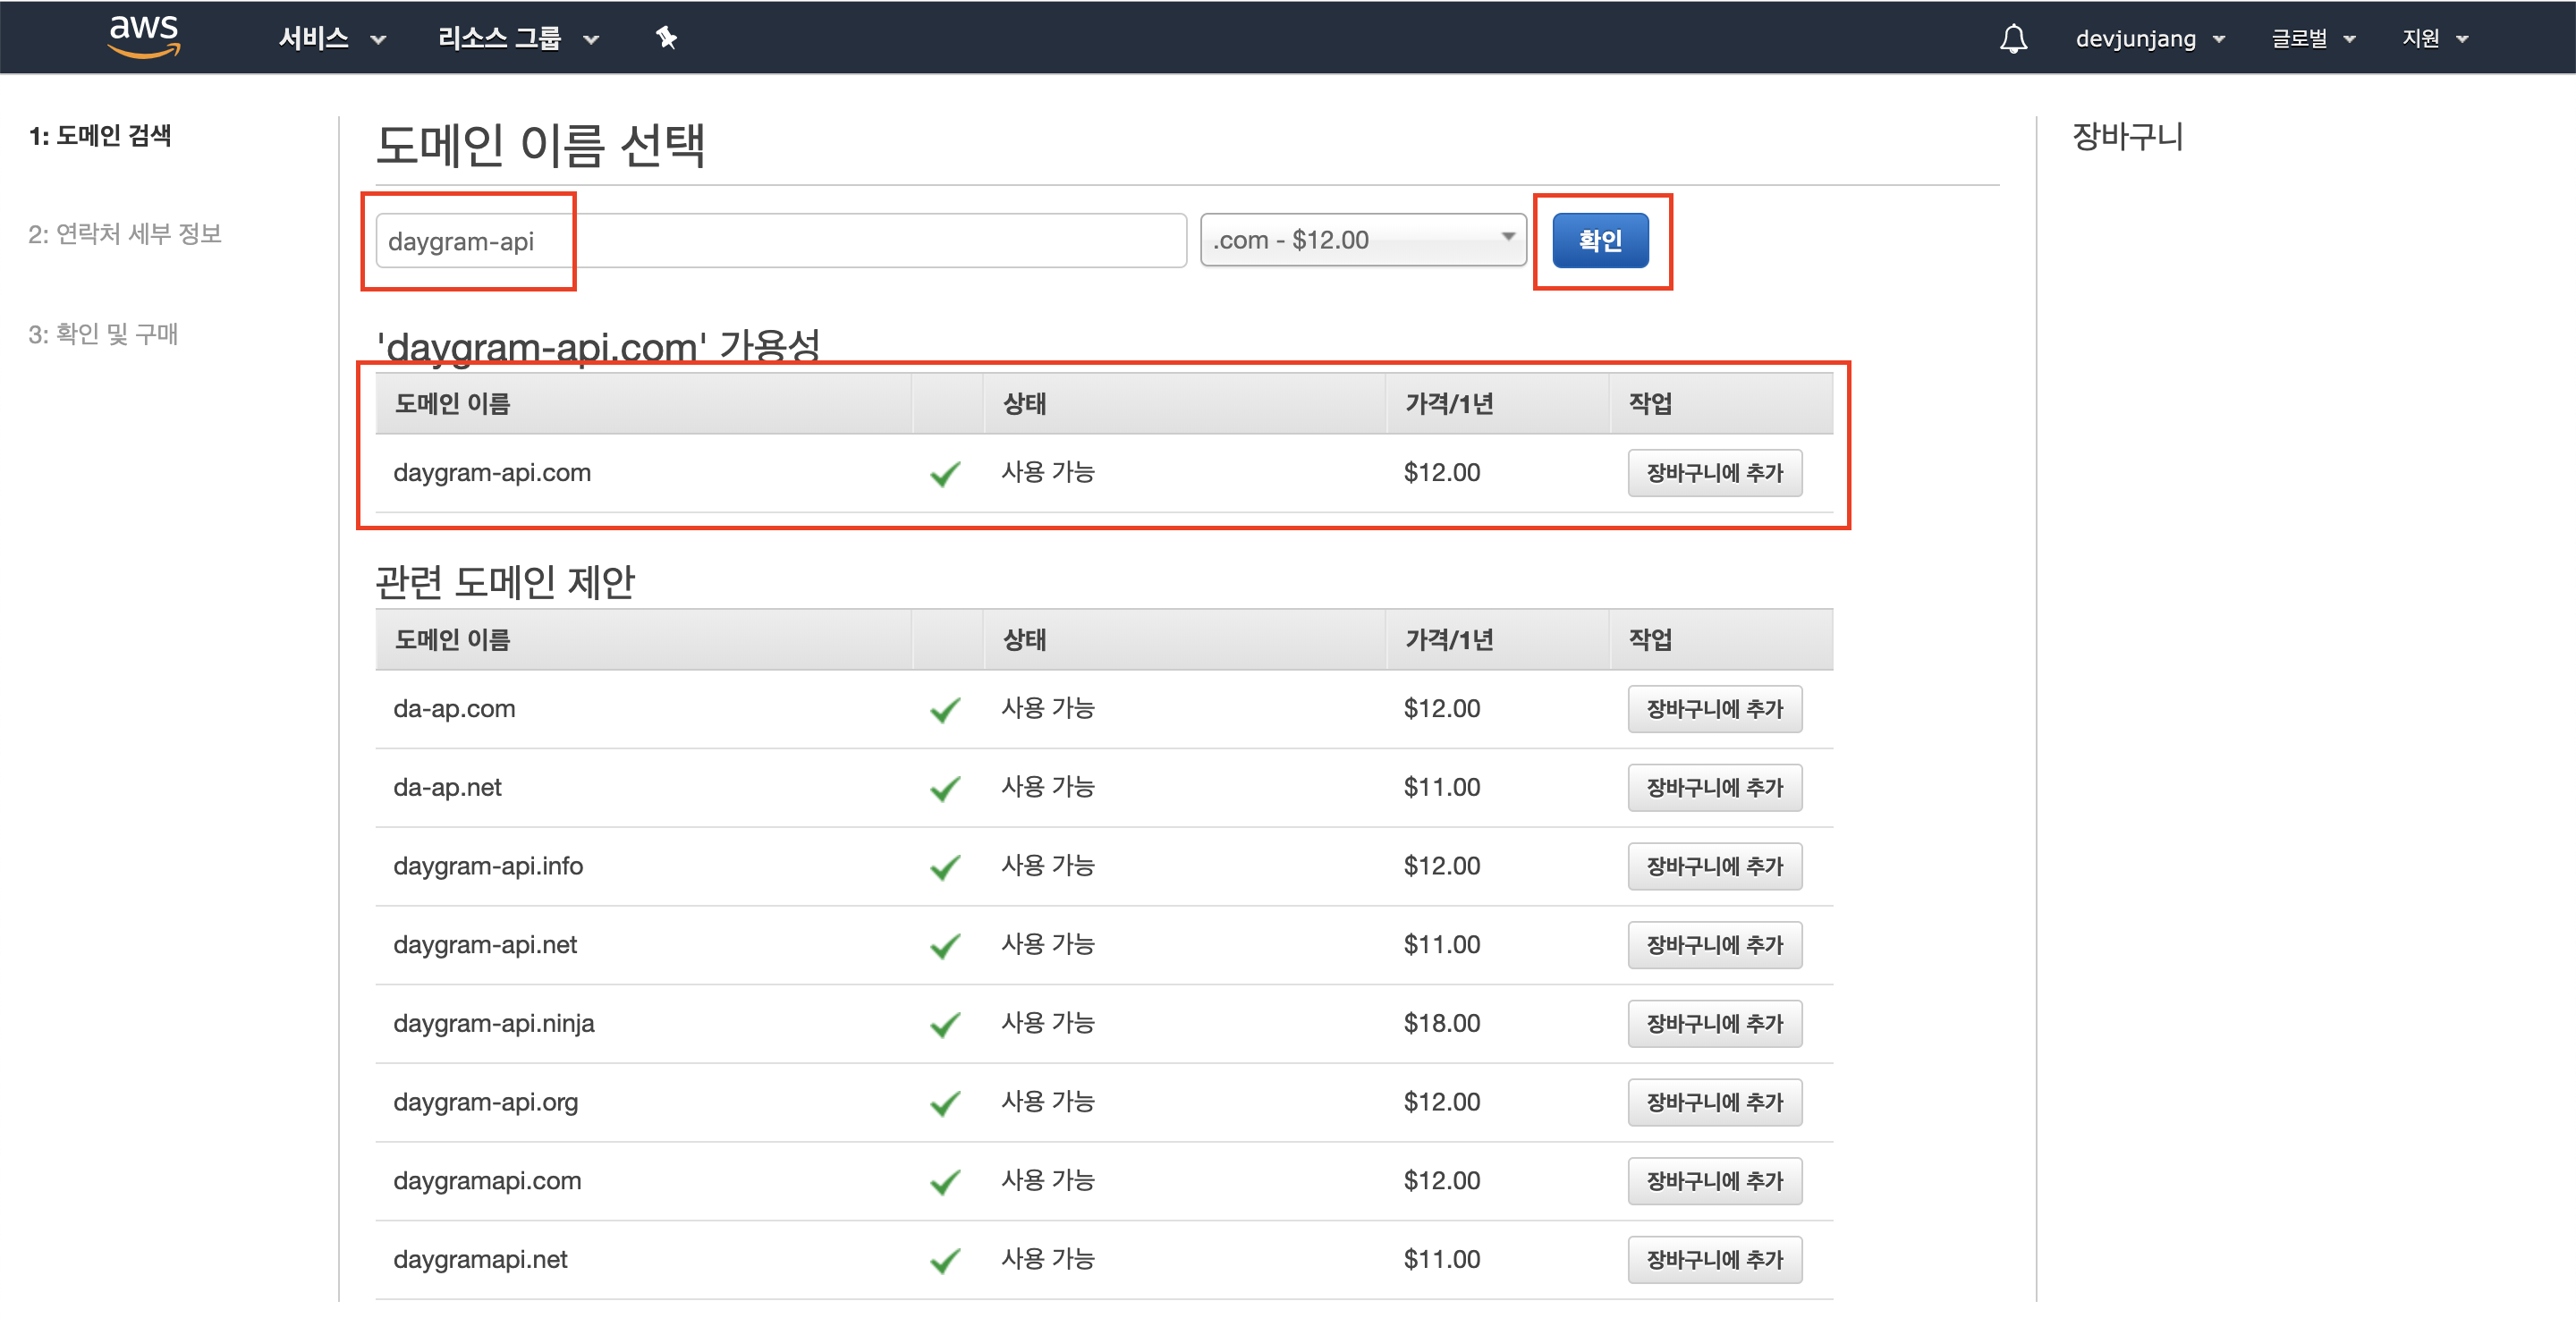 aws 서비스 리소스 그룹 devjunjang 글로벌 지원
1: 도메인 검색
2: 연락처 세부 정보
3: 확인 및 구매
도메인 이름 선택
daygram-api .com - $12.00 확인
'daygram-api.com' 가용성
도메인 이름 상태 가격/1년 작업
daygram-api.com 사용 가능 $12.00 장바구니에 추가
관련 도메인 제안
도메인 이름 상태 가격/1년 작업
da-ap.com 사용 가능 $12.00 장바구니에 추가
da-ap.net 사용 가능 $11.00 장바구니에 추가
daygram-api.info 사용 가능 $12.00 장바구니에 추가
daygram-api.net 사용 가능 $11.00 장바구니에 추가
daygram-api.ninja 사용 가능 $18.00 장바구니에 추가
daygram-api.org 사용 가능 $12.00 장바구니에 추가
daygramapi.com 사용 가능 $12.00 장바구니에 추가
daygramapi.net 사용 가능 $11.00 장바구니에 추가
장바구니